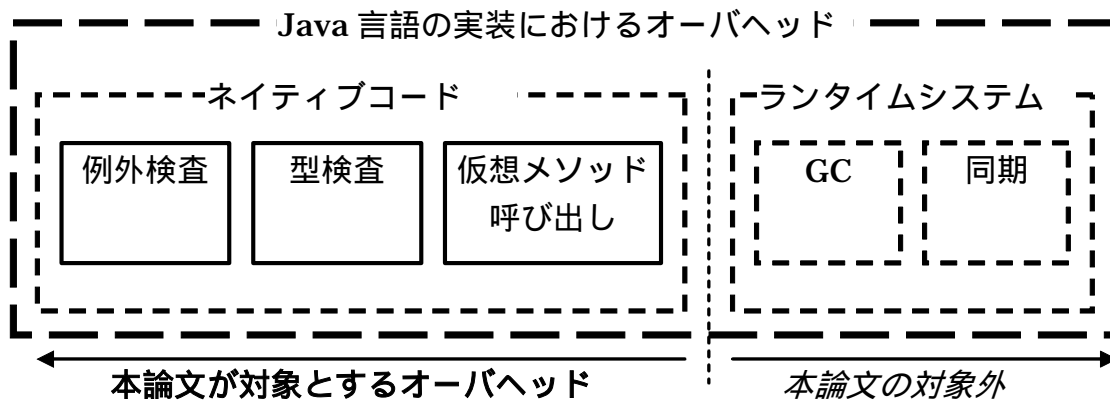 Java 言語の実装におけるオーバヘッド
ネイティブコード
ランタイムシステム
例外検査
型検査
仮想メソッド
呼び出し
GC
同期
本論文が対象とするオーバヘッド
本論文の対象外